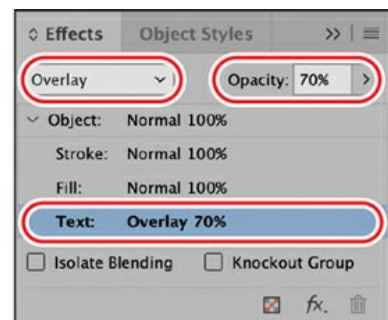 Effects Object Styles
Overlay Opacity: 70%
Object: Normal 100%
Stroke: Normal 100%
Fill: Normal 100%
Text: Overlay 70%
Isolate Blending Knockout Group
fx.